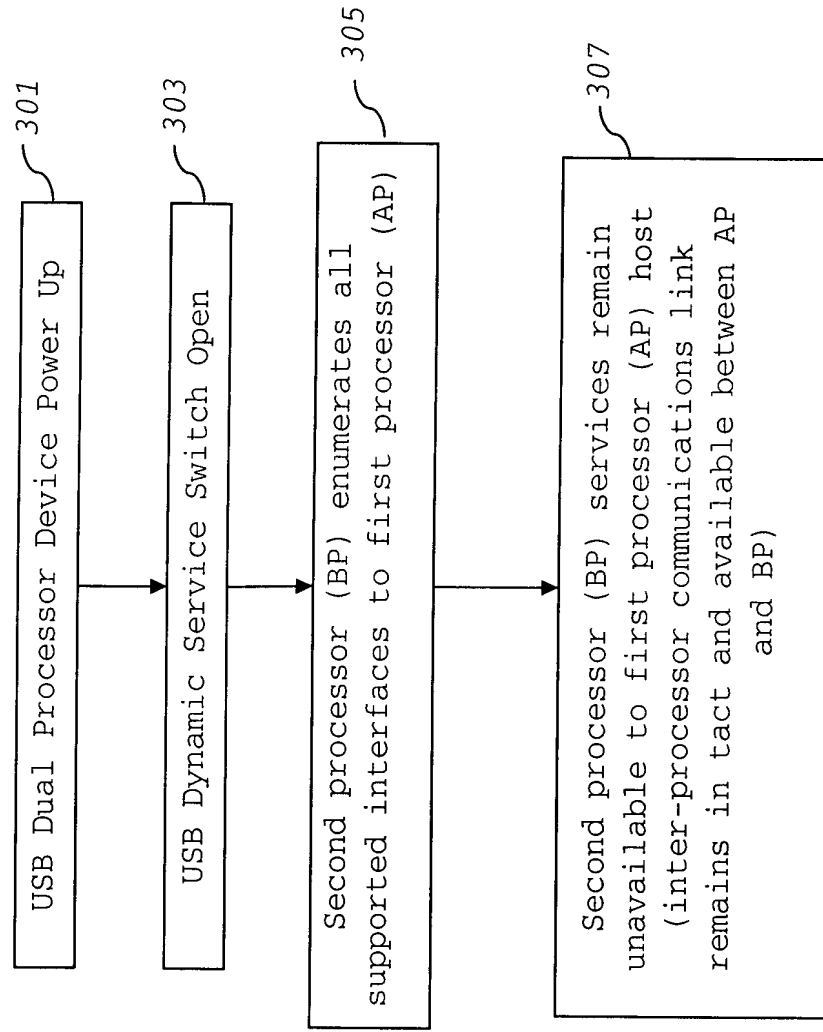 USB Dual Processor Device Power Up
301
USB Dynamic Service Switch Open
303
Second processor (BP) enumerates all
supported interfaces to first processor (AP)
305
Second processor (BP) services remain
unavailable to first processor (AP) host
(inter-processor communications link
remains in tact and available between AP
and BP)
307